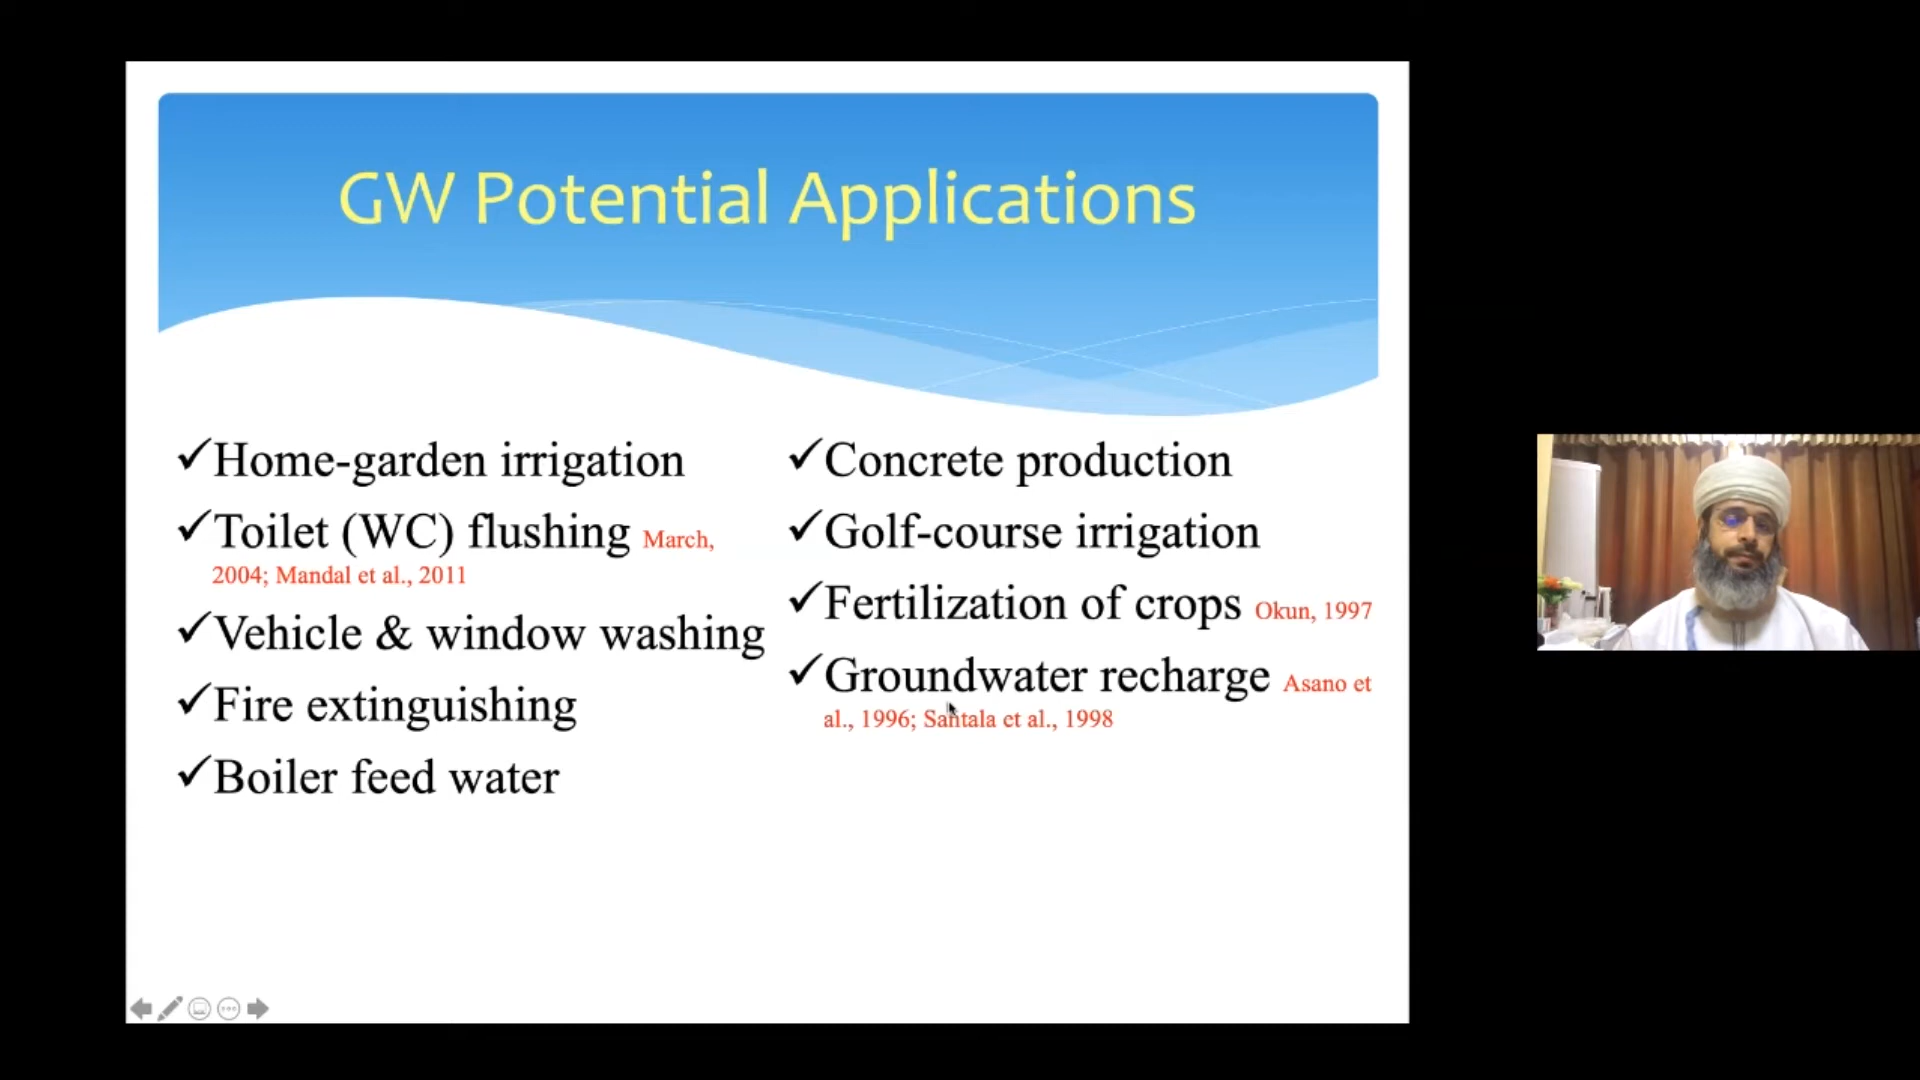 GW Potential Applications
✓Home-garden irrigation
✓Toilet (WC) flushing March,
2004; Mandal et al., 2011
✓Vehicle & window washing
✓Fire extinguishing
✓Boiler feed water
✓Concrete production
✓Golf-course irrigation
✓Fertilization of crops Okun, 1997
✓Groundwater recharge Asano et
al., 1996; Santala et al., 1998